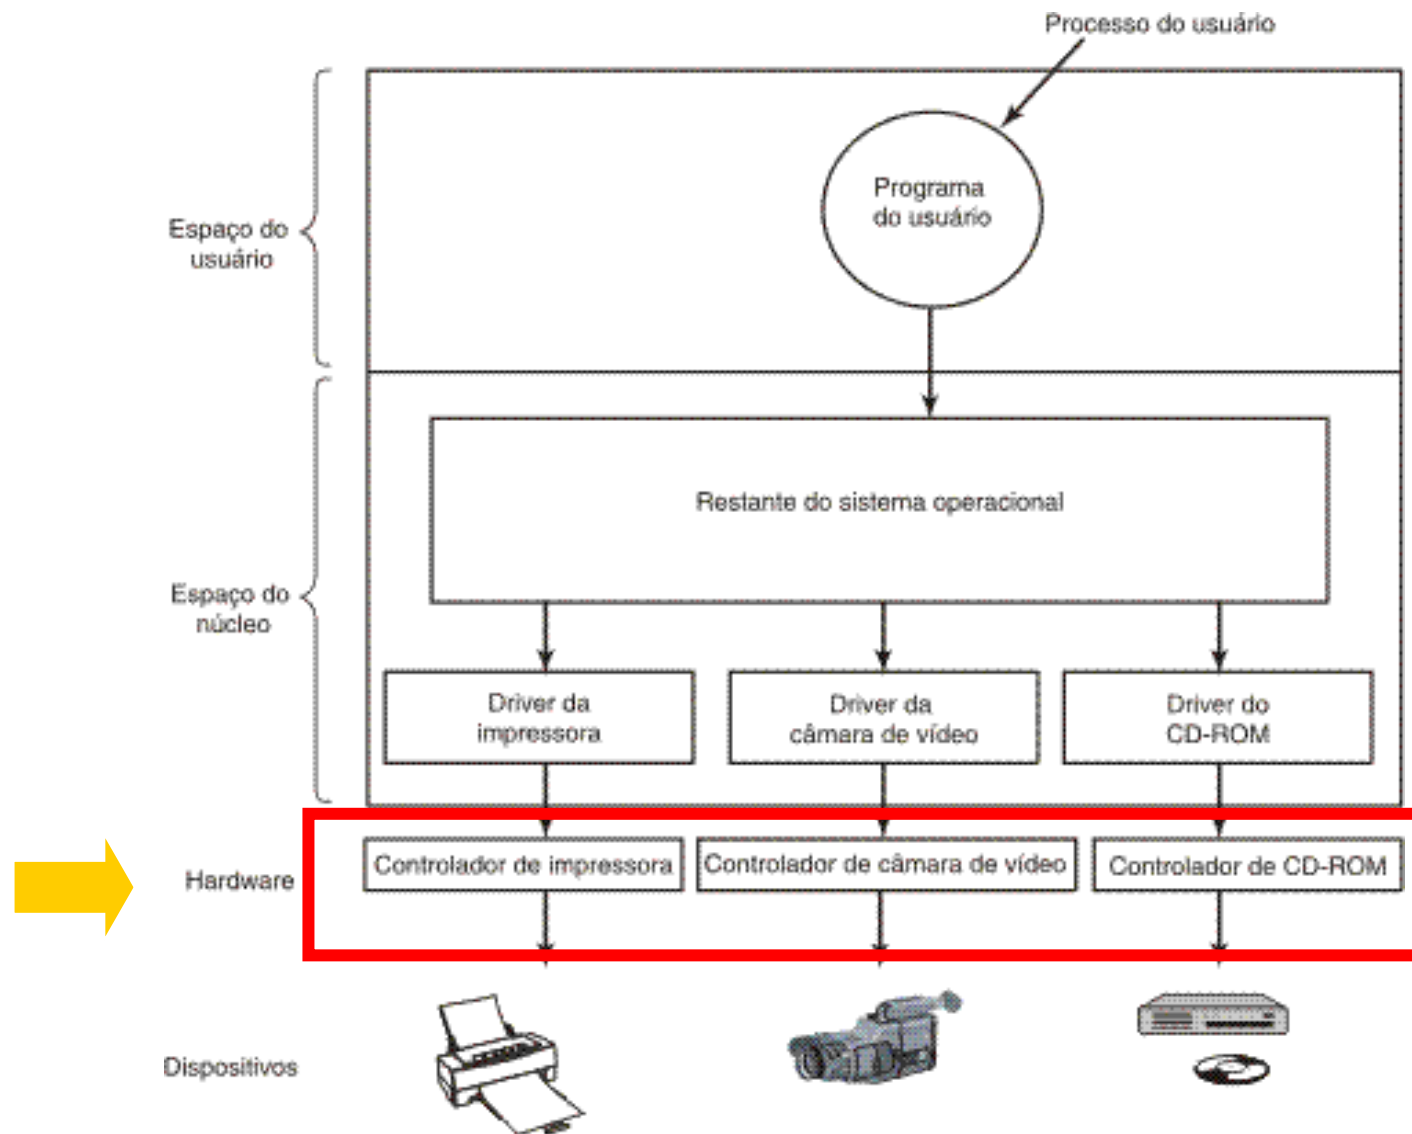 Processo do usuário
Programa
do usuário
Espaço do
usuário
Restante do sistema operacional
Espaço do
núcleo
Driver da
impressora
Driver da
câmara de vídeo
Driver do
CD-ROM
Hardware
Controlador de impressora
Controlador de câmara de vídeo
Controlador de CD-ROM
Dispositivos